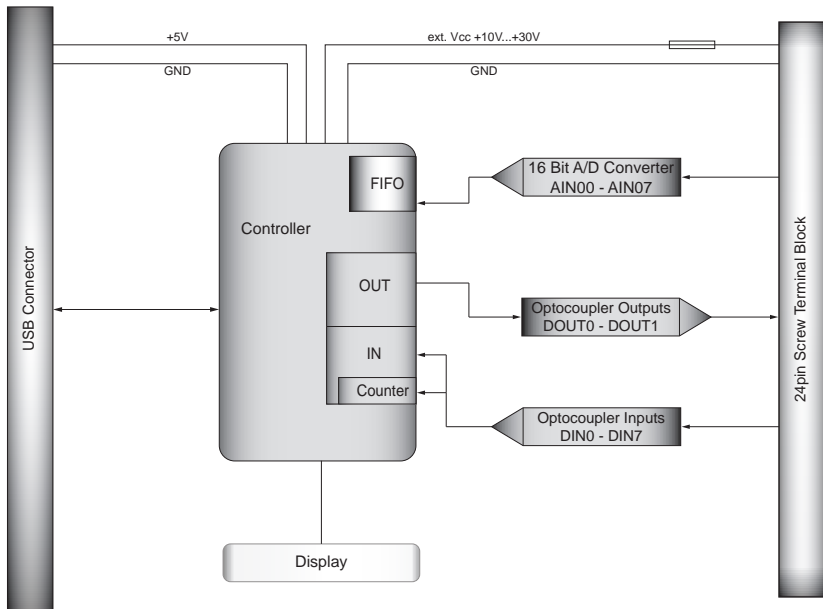 +5V
GND
ext. Vcc +10V...+30V
GND
USB Connector
Controller
FIFO
OUT
IN
Counter
16 Bit A/D Converter
AIN00 - AIN07
Optocoupler Outputs
DOUT0 - DOUT1
Optocoupler Inputs
DIN0 - DIN7
24pin Screw Terminal Block
Display